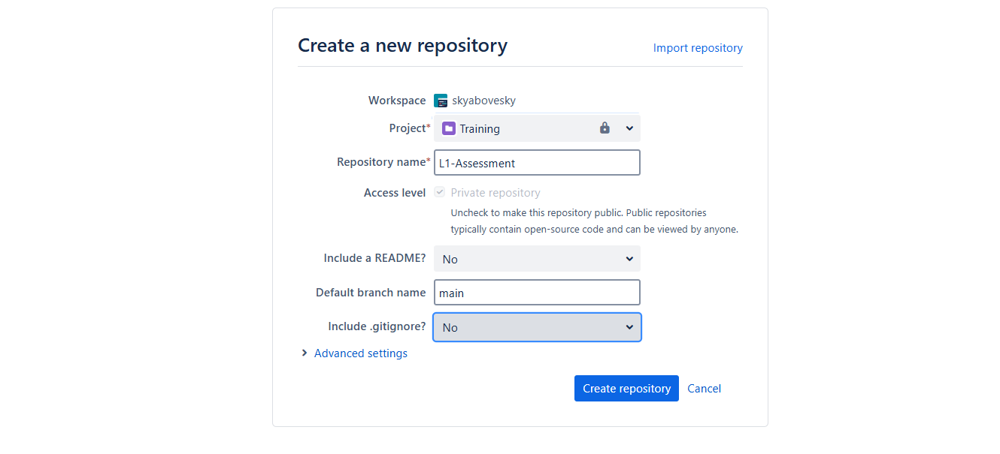 Create a new repository
Import repository
Workspace skyabovesky
Project* Training
Repository name* L1-Assessment
Access level Private repository
Uncheck to make this repository public. Public repositories
typically contain open-source code and can be viewed by anyone.
Include a README? No
Default branch name main
Include .gitignore? No
Advanced settings
Create repository Cancel